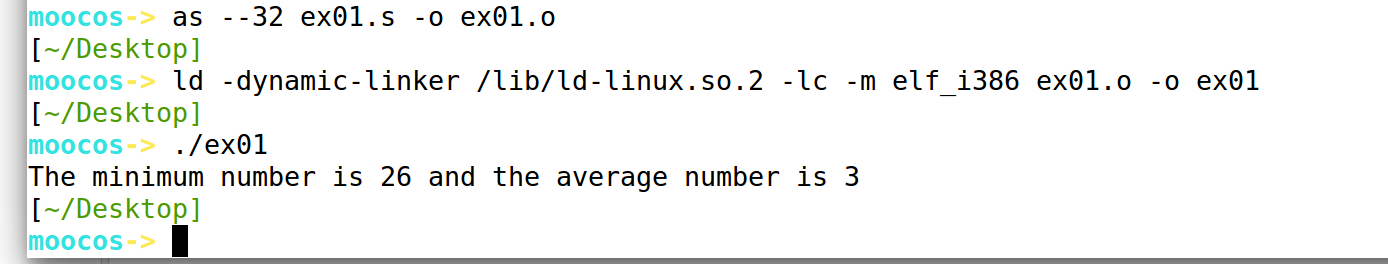 moocos-> as --32 ex01.s -o ex01.o
[~/Desktop]
moocos-> ld -dynamic-linker /lib/ld-linux.so.2 -lc -m elf_i386 ex01.o -o ex01
[~/Desktop]
moocos-> ./ex01
The minimum number is 26 and the average number is 3
[~/Desktop]
moocos->